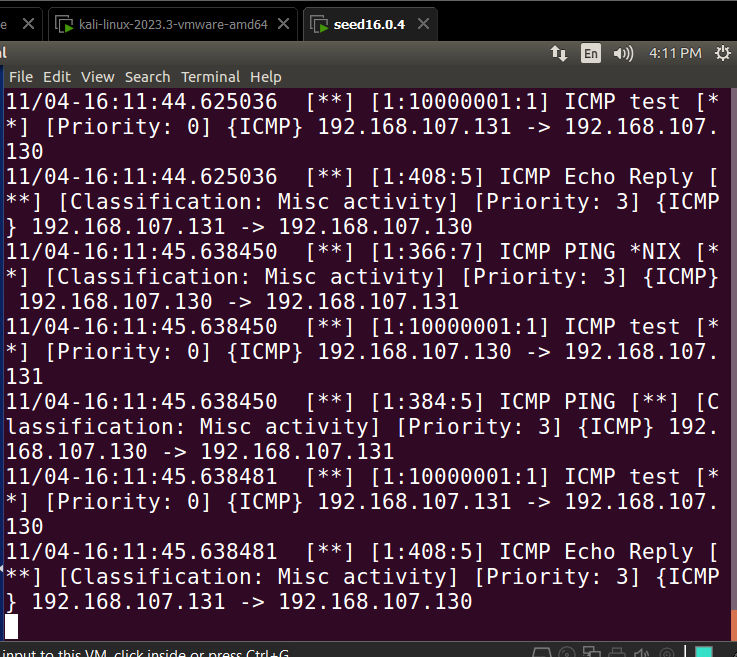 e
kali-linux-2023.3-vmware-amd64
seed16.0.4
al
En
4:11 PM
File Edit View Search Terminal Help
11/04-16:11:44.625036  [**] [1:10000001:1] ICMP test [*
*] [Priority: 0] {ICMP} 192.168.107.131 -> 192.168.107.
130
11/04-16:11:44.625036  [**] [1:408:5] ICMP Echo Reply [
**] [Classification: Misc activity] [Priority: 3] {ICMP
} 192.168.107.131 -> 192.168.107.130
11/04-16:11:45.638450  [**] [1:366:7] ICMP PING *NIX [*
*] [Classification: Misc activity] [Priority: 3] {ICMP}
 192.168.107.130 -> 192.168.107.131
11/04-16:11:45.638450  [**] [1:10000001:1] ICMP test [*
*] [Priority: 0] {ICMP} 192.168.107.130 -> 192.168.107.
131
11/04-16:11:45.638450  [**] [1:384:5] ICMP PING [**] [C
lassification: Misc activity] [Priority: 3] {ICMP} 192.
168.107.130 -> 192.168.107.131
11/04-16:11:45.638481  [**] [1:10000001:1] ICMP test [*
*] [Priority: 0] {ICMP} 192.168.107.131 -> 192.168.107.
130
11/04-16:11:45.638481  [**] [1:408:5] ICMP Echo Reply [
**] [Classification: Misc activity] [Priority: 3] {ICMP
} 192.168.107.131 -> 192.168.107.130
input to this VM, click inside or press Ctrl+G.